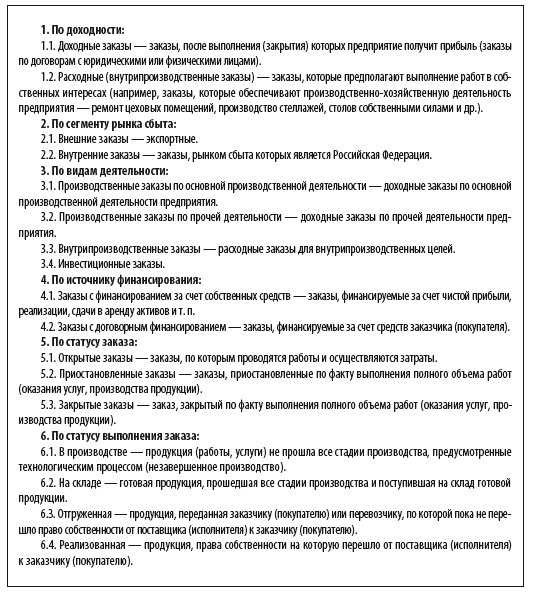 1. По доходности:
1.1. Доходные заказы — заказы, после выполнения (закрытия) которых предприятие получит прибыль (заказы
по договорам с юридическими или физическими лицами).
1.2. Расходные (внутрипроизводственные заказы) — заказы, которые предполагают выполнение работ в соб-
ственных интересах (например, заказы, которые обеспечивают производственно-хозяйственную деятельность
предприятия — ремонт цеховых помещений, производство стеллажей, столов собственными силами и др.).
2. По сегменту рынка сбыта:
2.1. Внешние заказы — экспортные.
2.2. Внутренние заказы — заказы, рынком сбыта которых является Российская Федерация.
3. По видам деятельности:
3.1. Производственные заказы по основной производственной деятельности — доходные заказы по основной
производственной деятельности предприятия.
3.2. Производственные заказы по прочей деятельности — доходные заказы по прочей деятельности пред-
приятия.
3.3. Внутрипроизводственные заказы — расходные заказы для внутрипроизводственных целей.
3.4. Инвестиционные заказы.
4. По источнику финансирования:
4.1. Заказы с финансированием за счет собственных средств — заказы, финансируемые за счет чистой прибыли,
реализации, сдачи в аренду активов и т. п.
4.2. Заказы с договорным финансированием — заказы, финансируемые за счет средств заказчика (покупателя).
5. По статусу заказа:
5.1. Открытые заказы — заказы, по которым проводятся работы и осуществляются затраты.
5.2. Приостановленные заказы — заказы, приостановленные по факту выполнения полного объема работ
(оказания услуг, производства продукции).
5.3. Закрытые заказы — заказ, закрытый по факту выполнения полного объема работ (оказания услуг, про-
изводства продукции).
6. По статусу выполнения заказа:
6.1. В производстве — продукция (работы, услуги) не прошла все стадии производства, предусмотренные
технологическим процессом (незавершенное производство).
6.2. На складе — готовая продукция, прошедшая все стадии производства и поступившая на склад готовой
продукции.
6.3. Отгруженная — продукция, переданная заказчику (покупателю) или перевозчику, по которой пока не пере-
шло право собственности от поставщика (исполнителя) к заказчику (покупателю).
6.4. Реализованная — продукция, права собственности на которую перешло от поставщика (исполнителя)
к заказчику (покупателю).